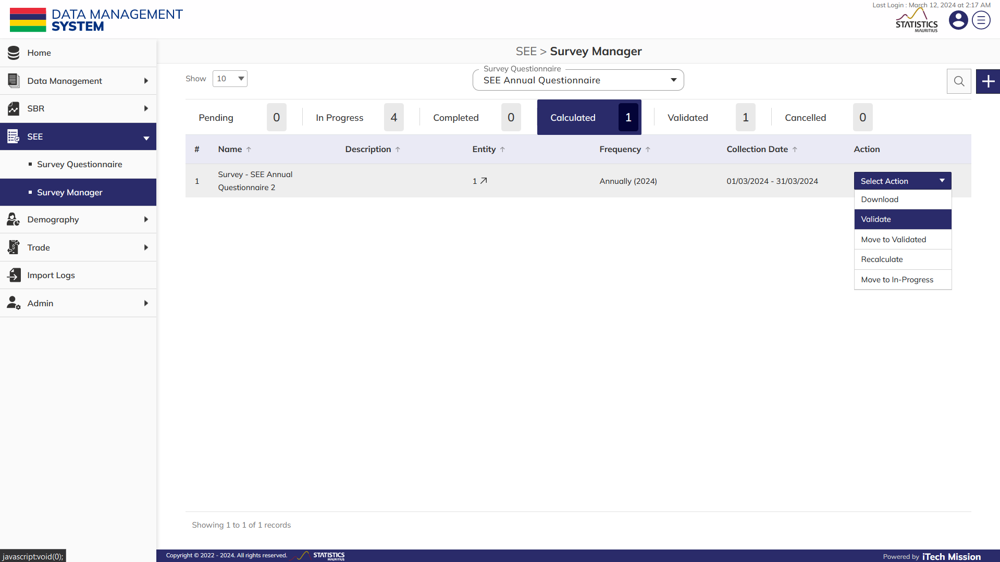 Last Login : March 12, 2024 at 2:17 AM
DATA MANAGEMENT
SYSTEM
STATISTICS
MAURITIUS
Home
Data Management
SBR
SEE
Survey Questionnaire
Survey Manager
Demography
Trade
Import Logs
Admin
SEE > Survey Manager
Show 10
Survey Questionnaire
SEE Annual Questionnaire
Pending 0 In Progress 4 Completed 0 Calculated 1 Validated 1 Cancelled 0
# Name Description Entity Frequency Collection Date Action
1 Survey - SEE Annual Questionnaire 2 1 Annually (2024) 01/03/2024 - 31/03/2024 Select Action
Download
Validate
Move to Validated
Recalculate
Move to In-Progress
Showing 1 to 1 of 1 records
javascript:void(0);
Copyright © 2022 - 2024. All rights reserved. STATISTICS
MAURITIUS
Powered by iTech Mission